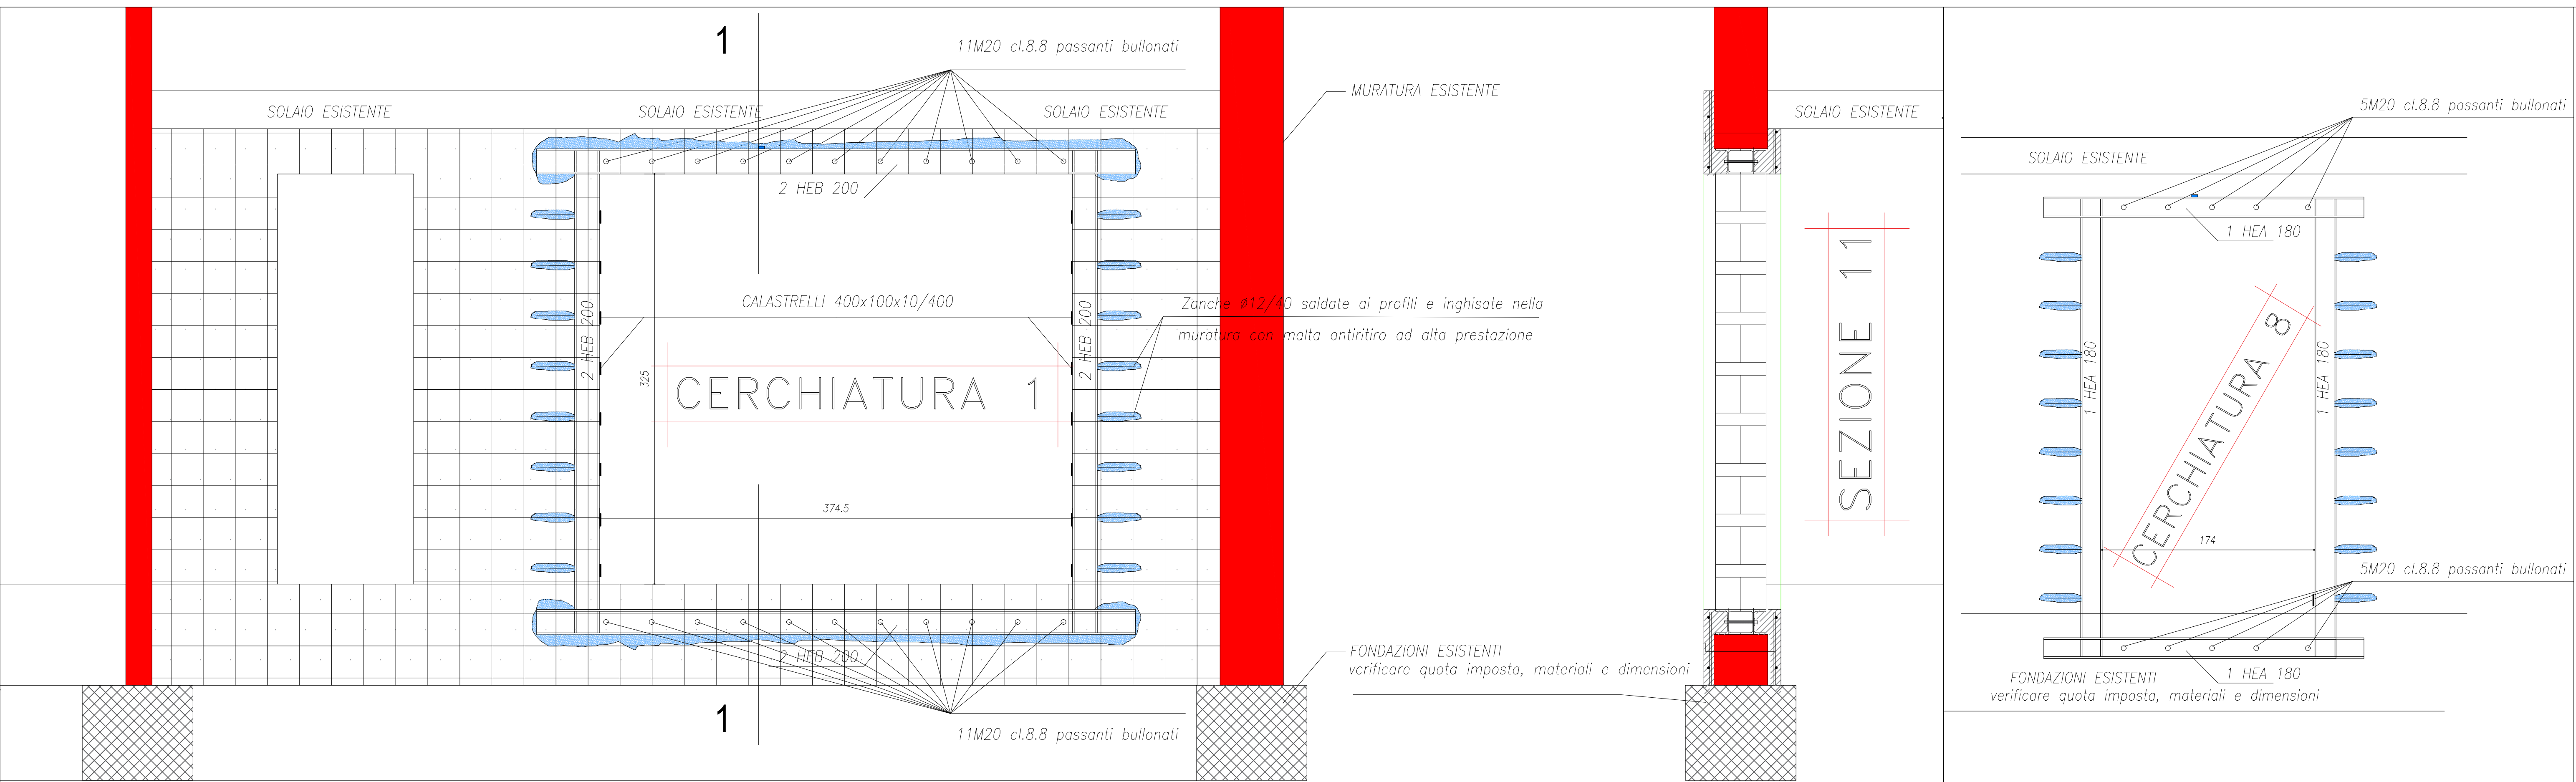 1
11M20 cl.8.8 passanti bullonati
SOLAIO ESISTENTE
SOLAIO ESISTENTE
SOLAIO ESISTENTE
2 HEB 200
CALASTRELLI 400x100x10/400
2 HEB 200
2 HEB 200
325
CERCHIATURA 1
374.5
Zanche Ø12/40 saldate ai profili e inghisate nella
muratura con malta antiritiro ad alta prestazione
2 HEB 200
1
11M20 cl.8.8 passanti bullonati
MURATURA ESISTENTE
FONDAZIONI ESISTENTI
verificare quota imposta, materiali e dimensioni
SOLAIO ESISTENTE
SEZIONE 11
5M20 cl.8.8 passanti bullonati
SOLAIO ESISTENTE
1 HEA 180
1 HEA 180
CERCHIATURA 8
1 HEA 180
174
5M20 cl.8.8 passanti bullonati
1 HEA 180
FONDAZIONI ESISTENTI
verificare quota imposta, materiali e dimensioni